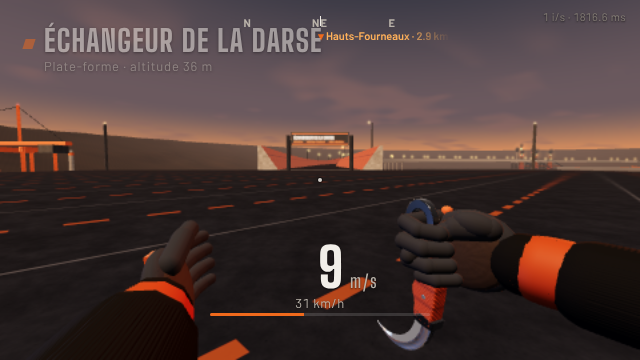 N NE E
Hauts-Fourneaux · 2.9 km
1 i/s · 1816.6 ms
ÉCHANGEUR DE LA DARSE
Plate-forme · altitude 36 m
9 m/s
31 km/h